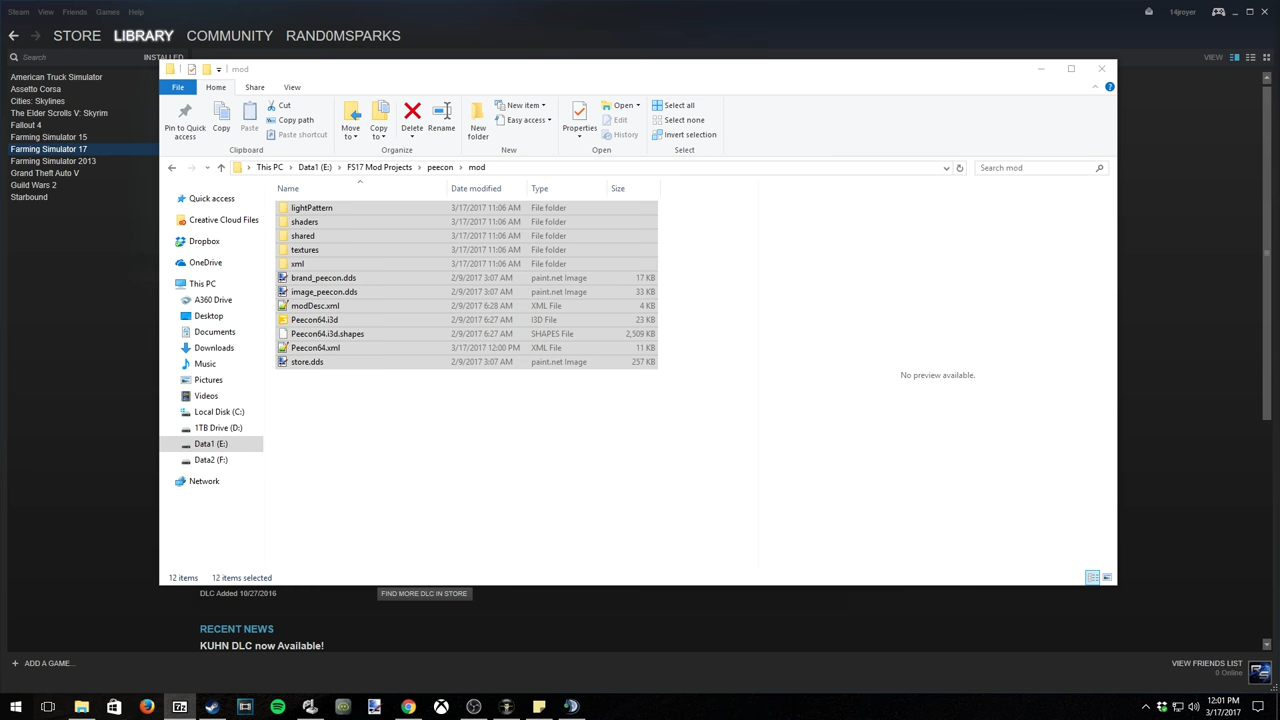 Steam View Friends Games Help 14jroyer
STORE LIBRARY COMMUNITY RAND0MSPARKS
Search INSTALLED VIEW
American Truck Simulator
Assetto Corsa
Cities: Skylines
The Elder Scrolls V: Skyrim
Fallout 4
Farming Simulator 15
Farming Simulator 17
Farming Simulator 2013
Grand Theft Auto V
Guild Wars 2
Starbound
mod
File Home Share View
Pin to Quick access
Copy
Paste
Cut
Copy path
Paste shortcut
Clipboard
Move to
Copy to
Delete
Rename
Organize
New folder
New item
Easy access
New
Properties
Open
Edit
History
Open
Select all
Select none
Invert selection
Select
This PC Data1 (E:) FS17 Mod Projects peecon mod
Search mod
Name Date modified Type Size
lightPattern 3/17/2017 11:06 AM File folder
shaders 3/17/2017 11:06 AM File folder
shared 3/17/2017 11:06 AM File folder
textures 3/17/2017 11:06 AM File folder
xml 3/17/2017 11:06 AM File folder
brand_peecon.dds 2/9/2017 3:07 AM paint.net Image 17 KB
image_peecon.dds 2/9/2017 3:07 AM paint.net Image 33 KB
modDesc.xml 2/9/2017 6:28 AM XML File 4 KB
Peecon64.i3d 2/9/2017 6:27 AM I3D File 23 KB
Peecon64.i3d.shapes 2/9/2017 6:27 AM SHAPES File 2,509 KB
Peecon64.xml 3/17/2017 12:00 PM XML File 11 KB
store.dds 2/9/2017 3:07 AM paint.net Image 257 KB
Quick access
Creative Cloud Files
Dropbox
OneDrive
This PC
A360 Drive
Desktop
Documents
Downloads
Music
Pictures
Videos
Local Disk (C:)
1TB Drive (D:)
Data1 (E:)
Data2 (F:)
Network
No preview available.
12 items 12 items selected
DLC Added 10/27/2016 FIND MORE DLC IN STORE
RECENT NEWS
KUHN DLC now Available!
+ ADD A GAME...
VIEW FRIENDS LIST
0 Online
12:01 PM
3/17/2017